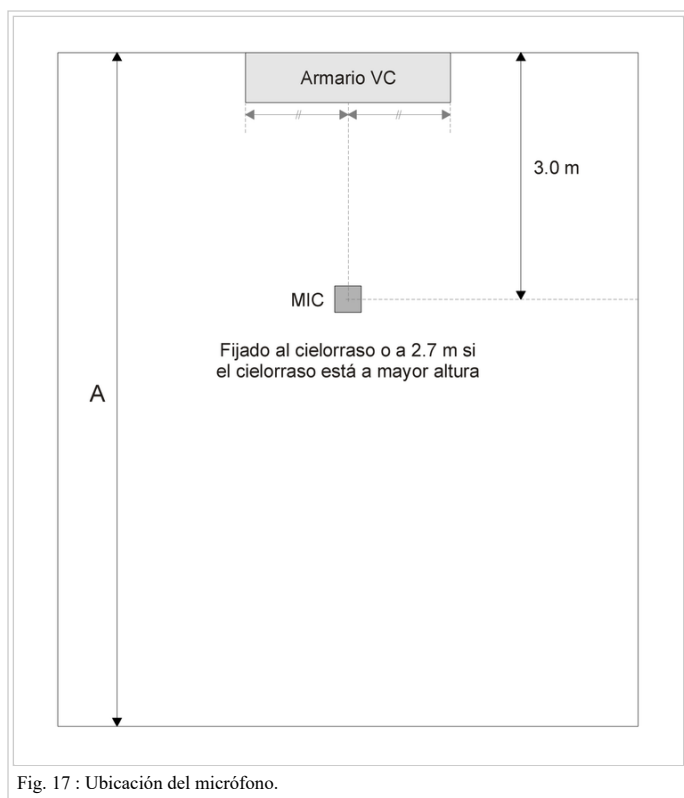 Armario VC
3.0 m
MIC
Fijado al cielorraso o a 2.7 m si
el cielorraso está a mayor altura
A
Fig. 17 : Ubicación del micrófono.